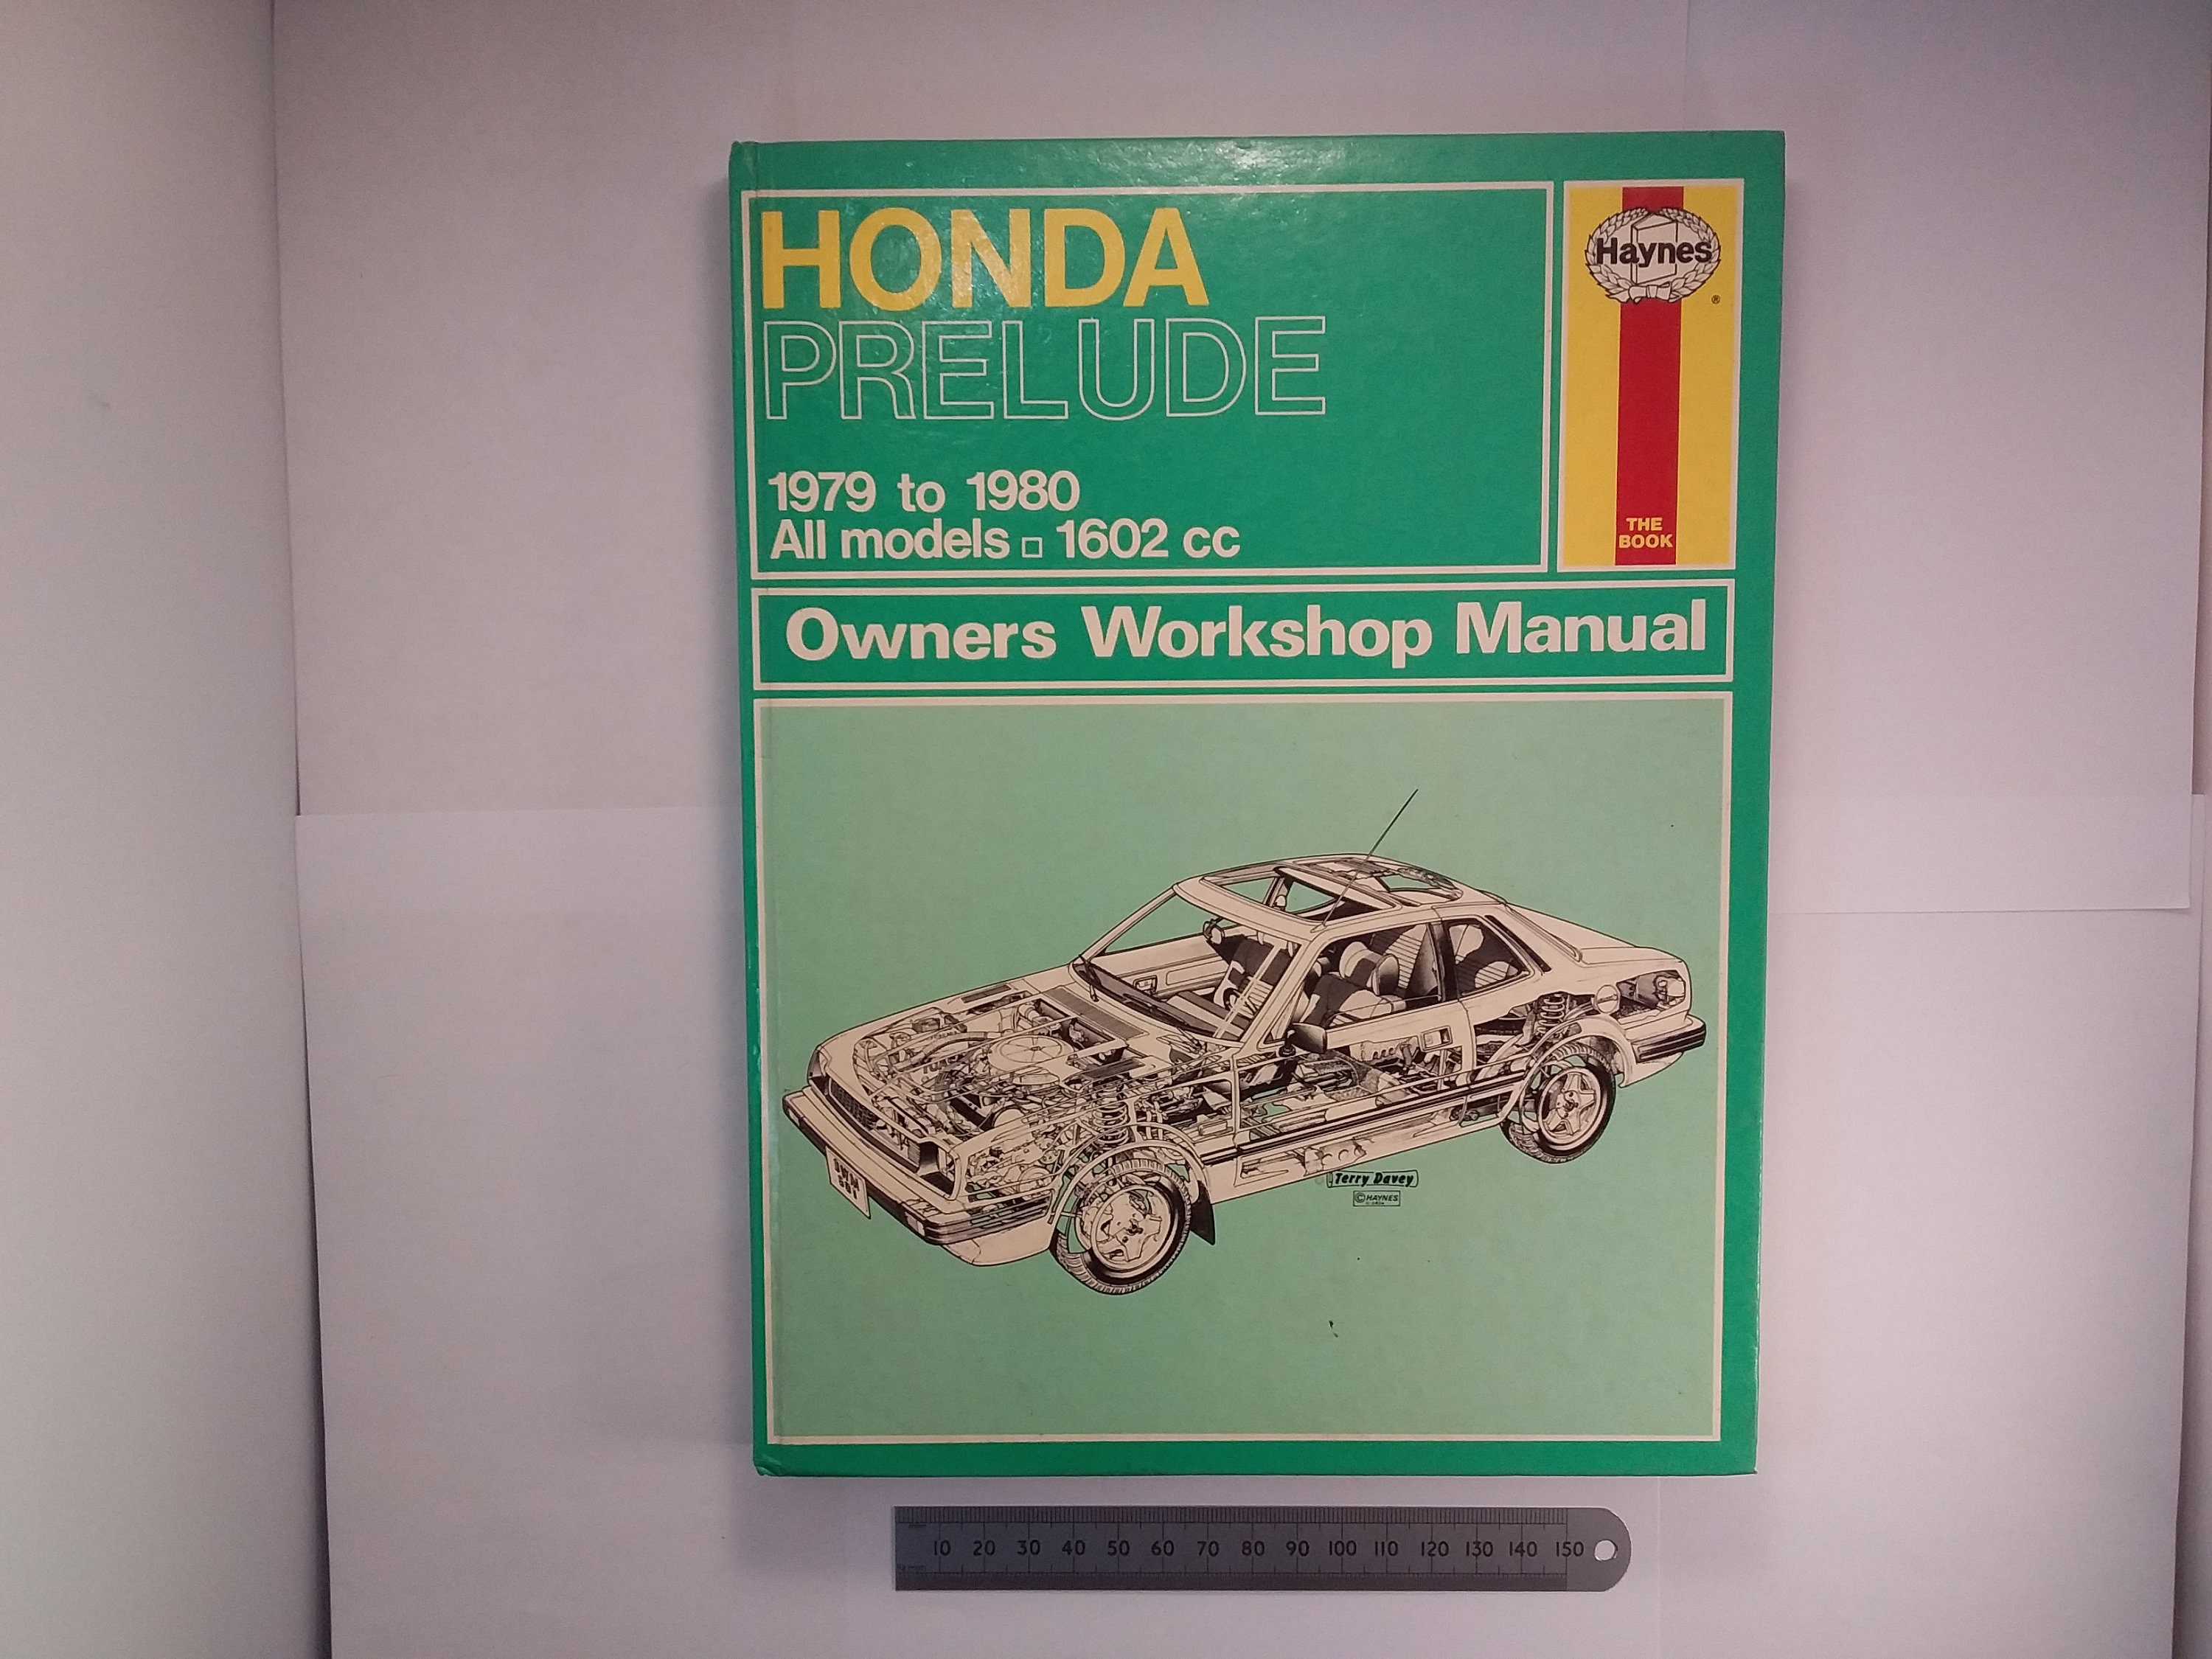 HONDA
PRELUDE
1979 to 1980
All models □ 1602 cc
Haynes
®
THE
BOOK
Owners Workshop Manual
Terry Davey
© HAYNES
10 20 30 40 50 60 70 80 90 100 110 120 130 140 150